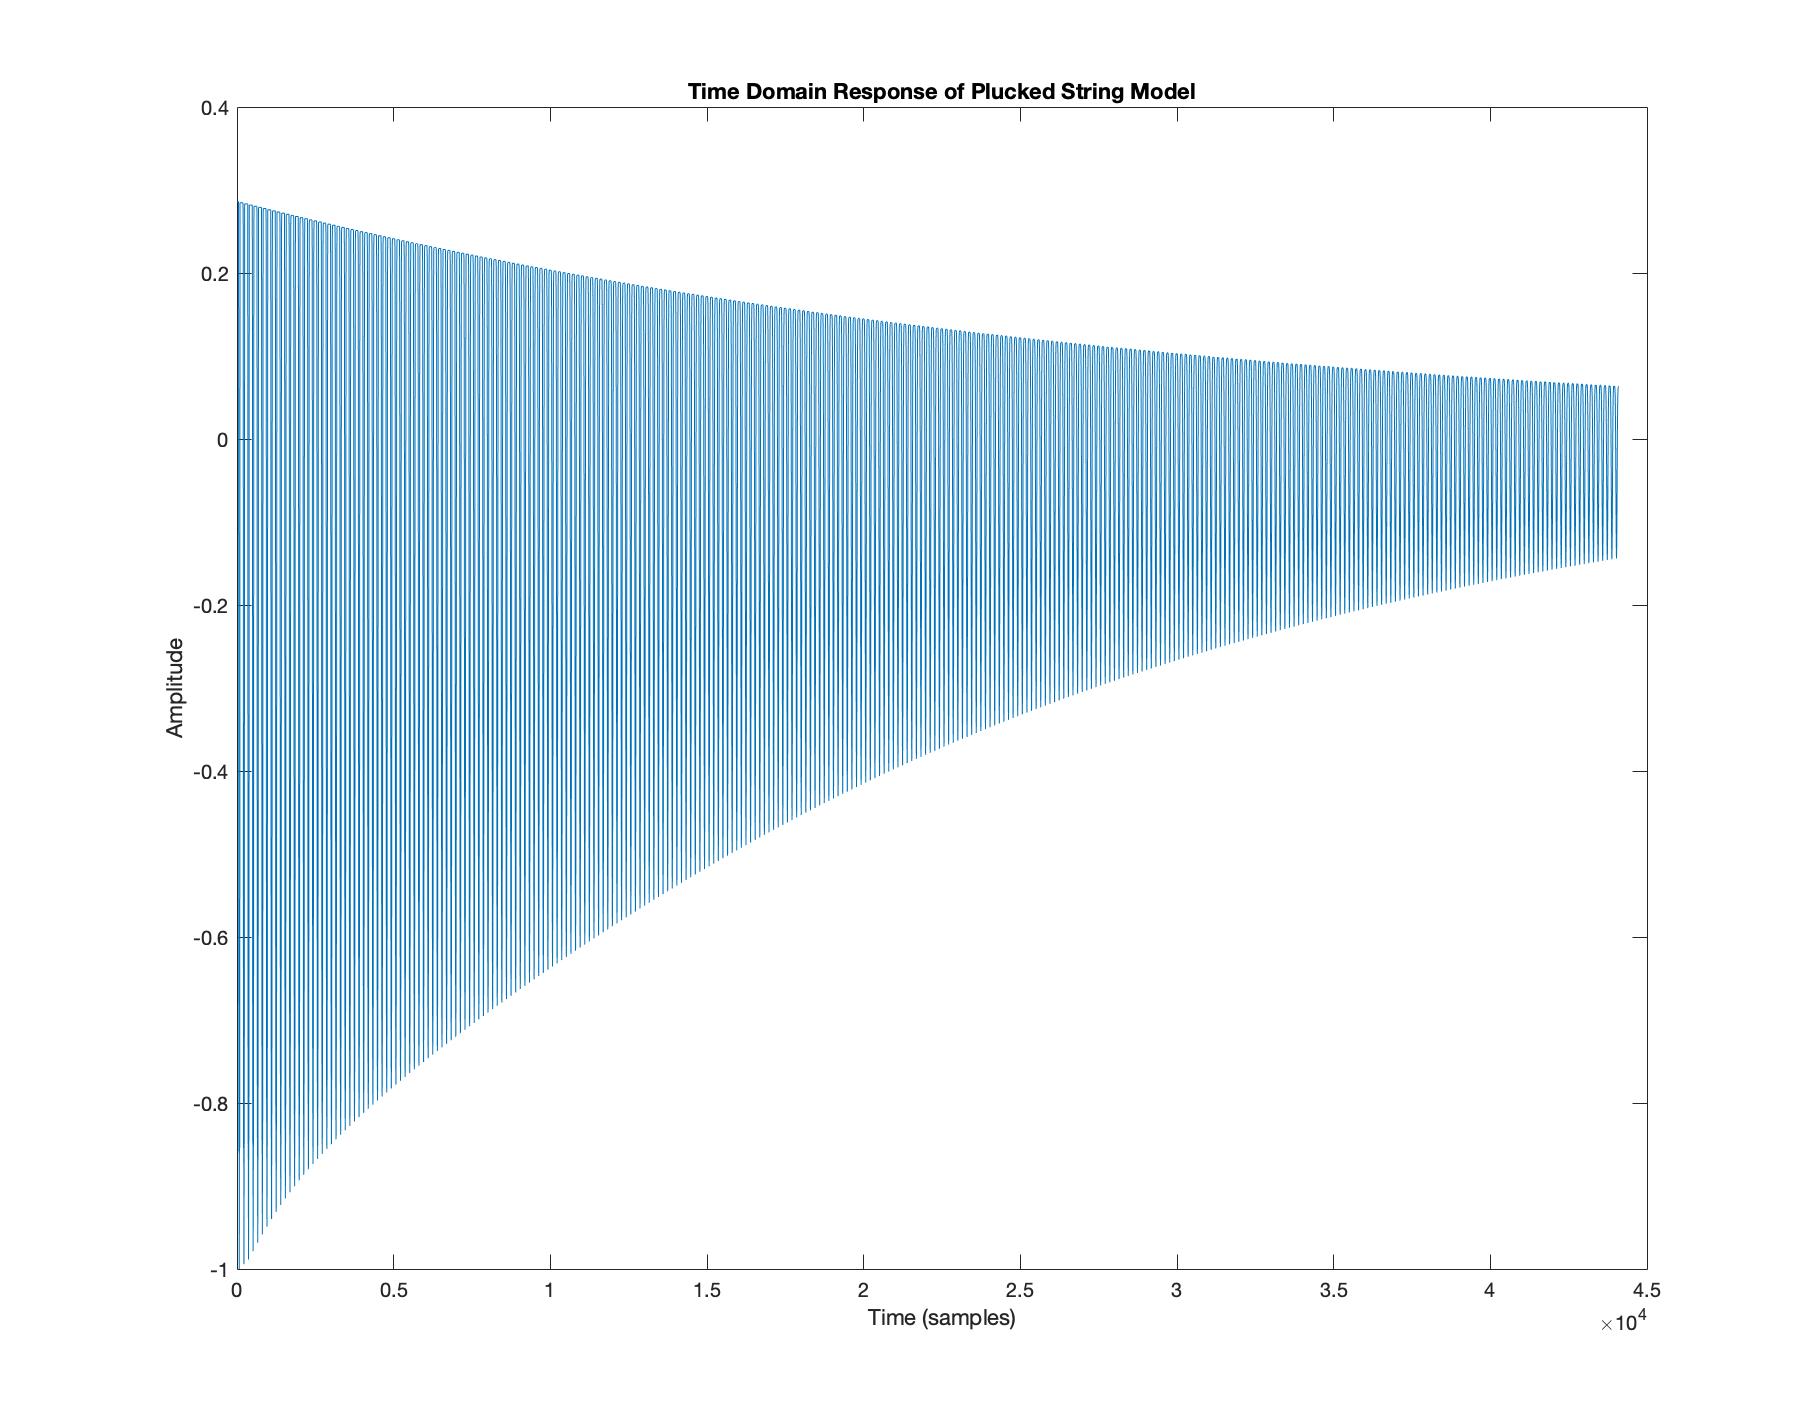 Time Domain Response of Plucked String Model
0.4
0.2
0
-0.2
-0.4
-0.6
-0.8
-1
Amplitude
0 0.5 1 1.5 2 2.5 3 3.5 4 4.5
Time (samples)
×10⁴